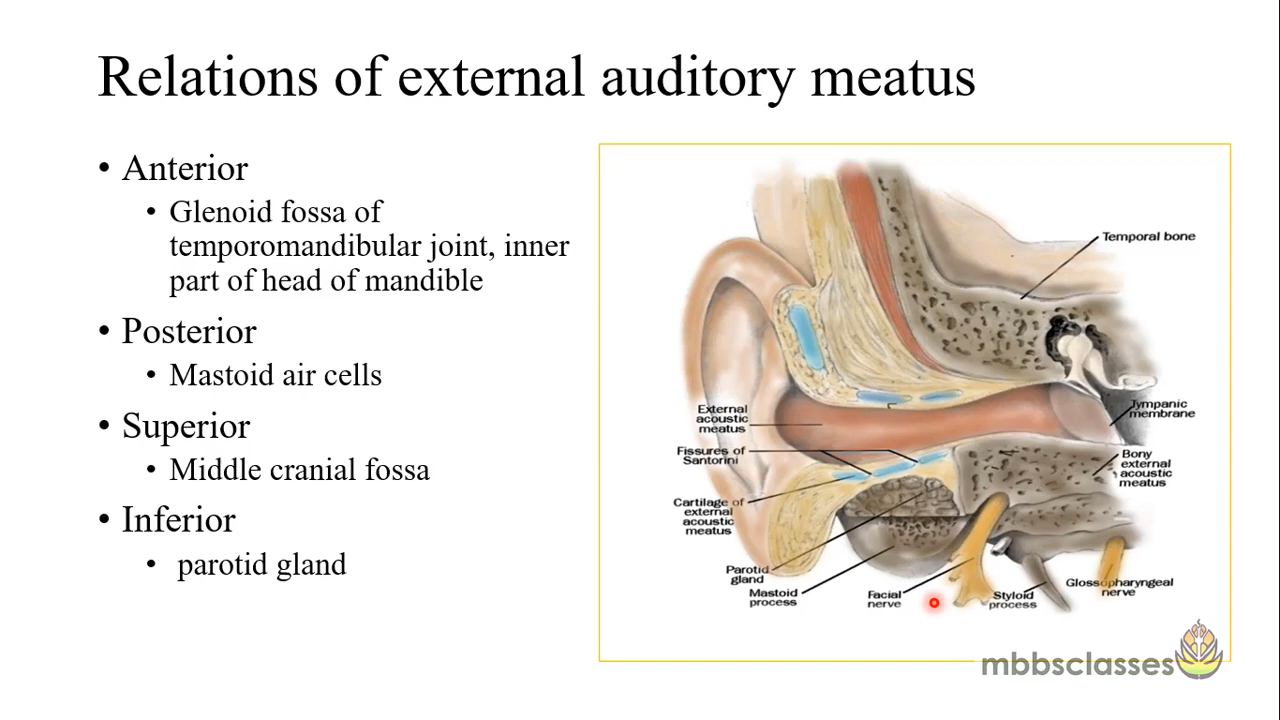 Relations of external auditory meatus
• Anterior
• Glenoid fossa of
temporomandibular joint, inner
part of head of mandible
• Posterior
• Mastoid air cells
• Superior
• Middle cranial fossa
• Inferior
• parotid gland
Temporal bone
External
acoustic
meatus
Tympanic
membrane
Fissures of
Santorini
Bony
external
acoustic
meatus
Cartilage of
external
acoustic
meatus
Parotid
gland
Mastoid
process
Facial
nerve
Styloid
process
Glossopharyngeal
nerve
mbbsclasses